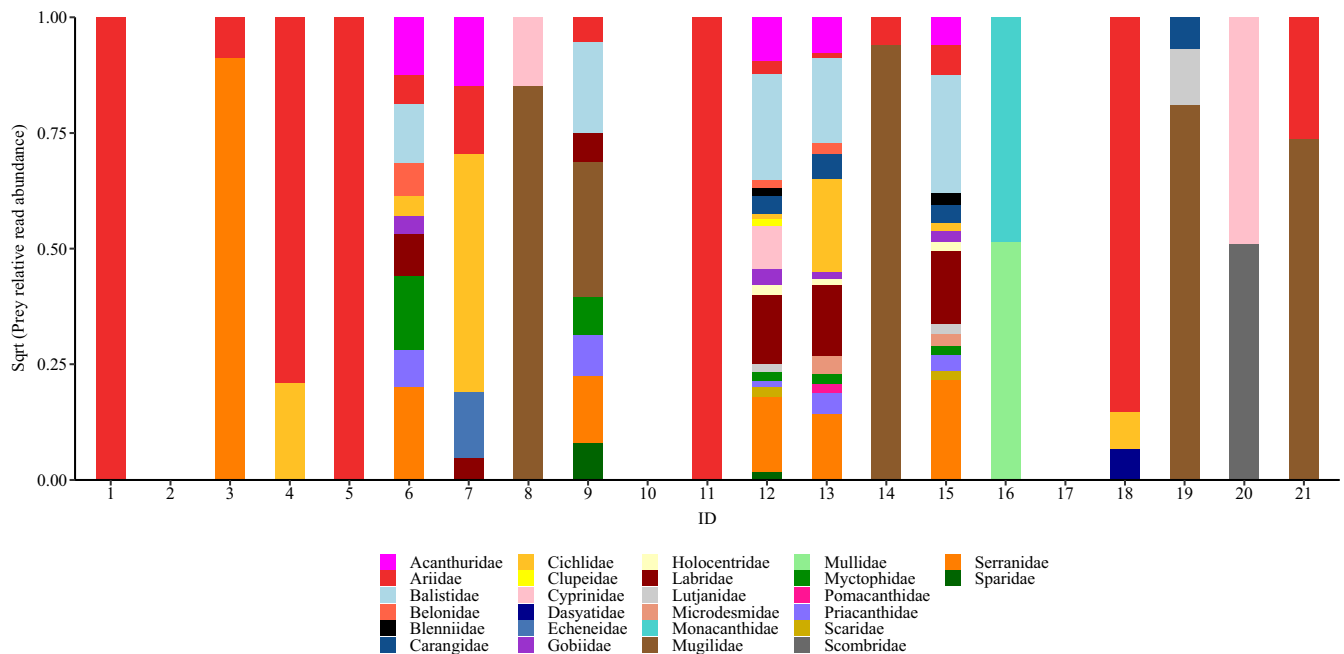 1.00
0.75
0.50
0.25
0.00
Sqrt (Prey relative read abundance)
1 2 3 4 5 6 7 8 9 10 11 12 13 14 15 16 17 18 19 20 21
ID
Acanthuridae Cichlidae Holocentridae Mullidae Serranidae
Ariidae Clupeidae Labridae Myctophidae Sparidae
Balistidae Cyprinidae Lutjanidae Pomacanthidae
Belonidae Dasyatidae Microdesmidae Priacanthidae
Blenniidae Echeneidae Monacanthidae Scaridae
Carangidae Gobiidae Mugilidae Scombridae